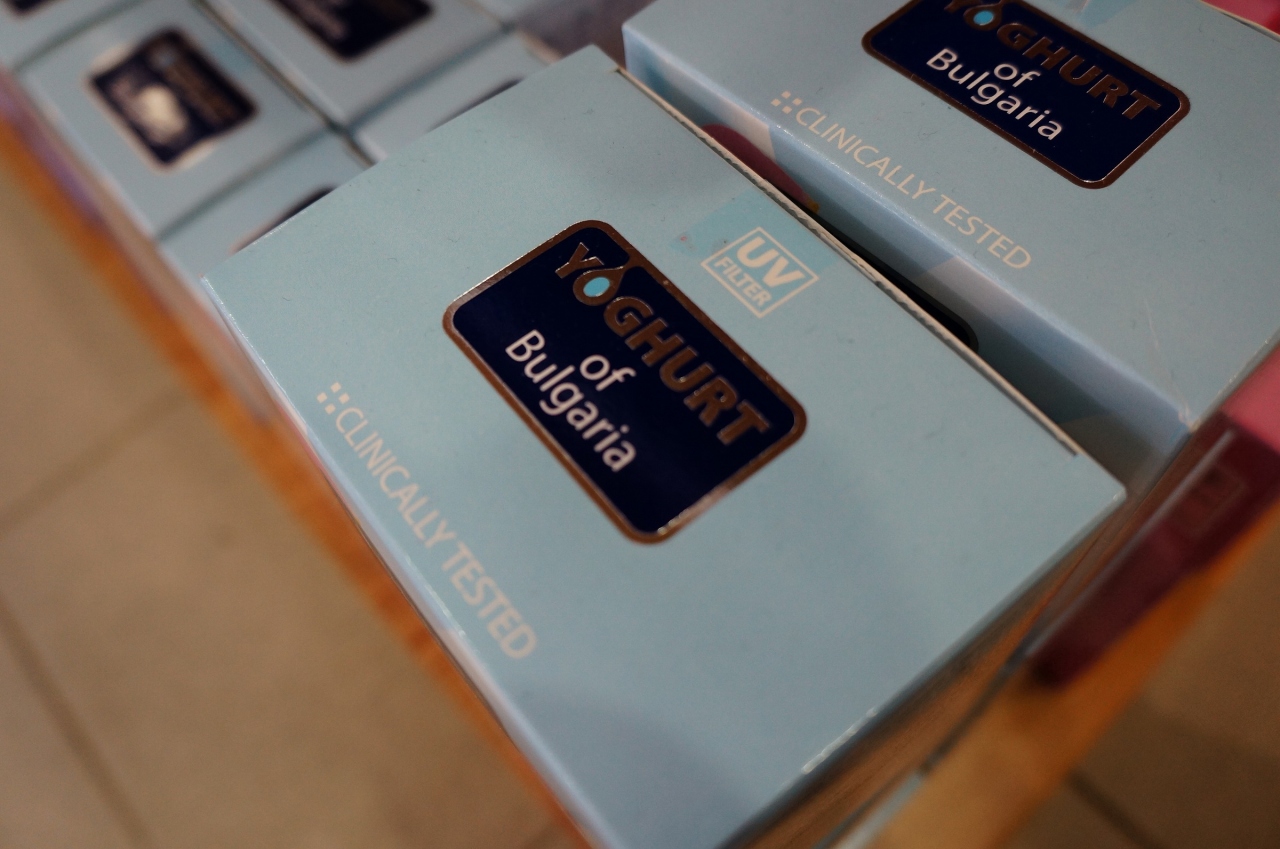 YOGHURT
of
Bulgaria
CLINICALLY TESTED
UV
FILTER
YOGHURT
of
Bulgaria
CLINICALLY TESTED